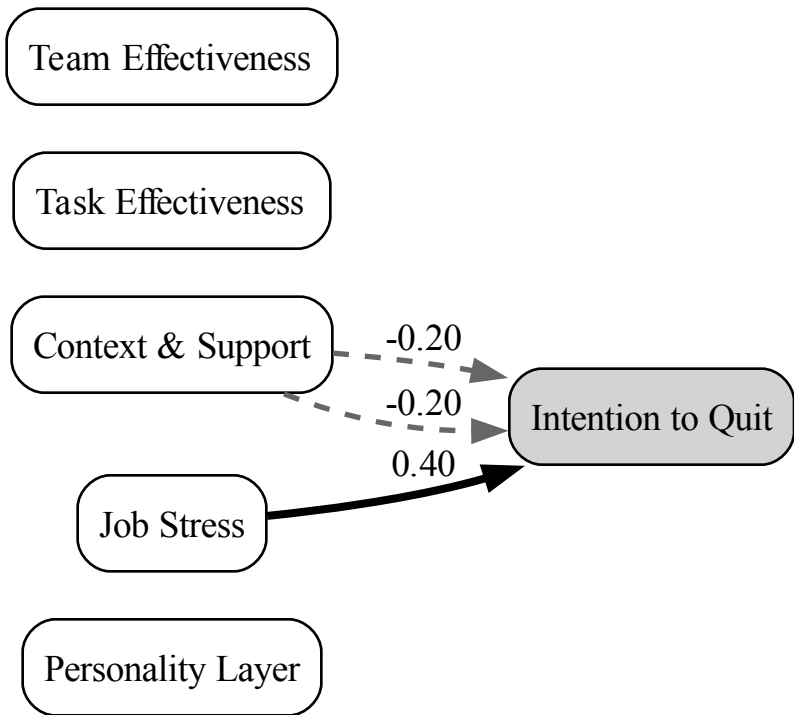 Team Effectiveness
Task Effectiveness
Context & Support
-0.20
-0.20
Intention to Quit
0.40
Job Stress
Personality Layer